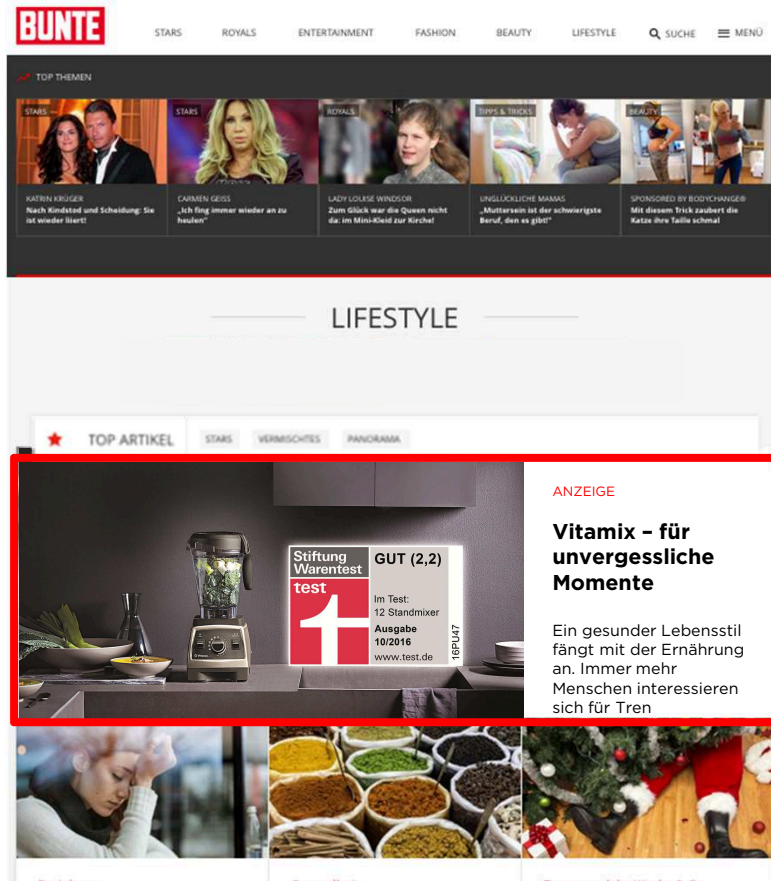 BUNTE
STARS
ROYALS
ENTERTAINMENT
FASHION
BEAUTY
LIFESTYLE
SUCHE
MENÜ
TOP THEMEN
STARS
KATRIN KRÜGER
Nach Kindstod und Scheidung: Sie
ist wieder liiert!
STARS
CARMEN GEISS
„Ich fing immer wieder an zu
heulen"
ROYALS
LADY LOUISE WINDSOR
Zum Glück war die Queen nicht
da: im Mini-Kleid zur Kirche!
TIPPS & TRICKS
UNGLÜCKLICHE MAMAS
„Muttersein ist der schwierigste
Beruf, den es gibt!"
BEAUTY
SPONSORED BY BODYCHANGE®
Mit diesem Trick zaubert die
Katze ihre Taille schmal
LIFESTYLE
TOP ARTIKEL
STARS
VERMISCHTES
PANORAMA
Stiftung
Warentest
test
GUT (2,2)
Im Test:
12 Standmixer
Ausgabe
10/2016
www.test.de
16PU47
ANZEIGE
Vitamix – für
unvergessliche
Momente
Ein gesunder Lebensstil
fängt mit der Ernährung
an. Immer mehr
Menschen interessieren
sich für Tren